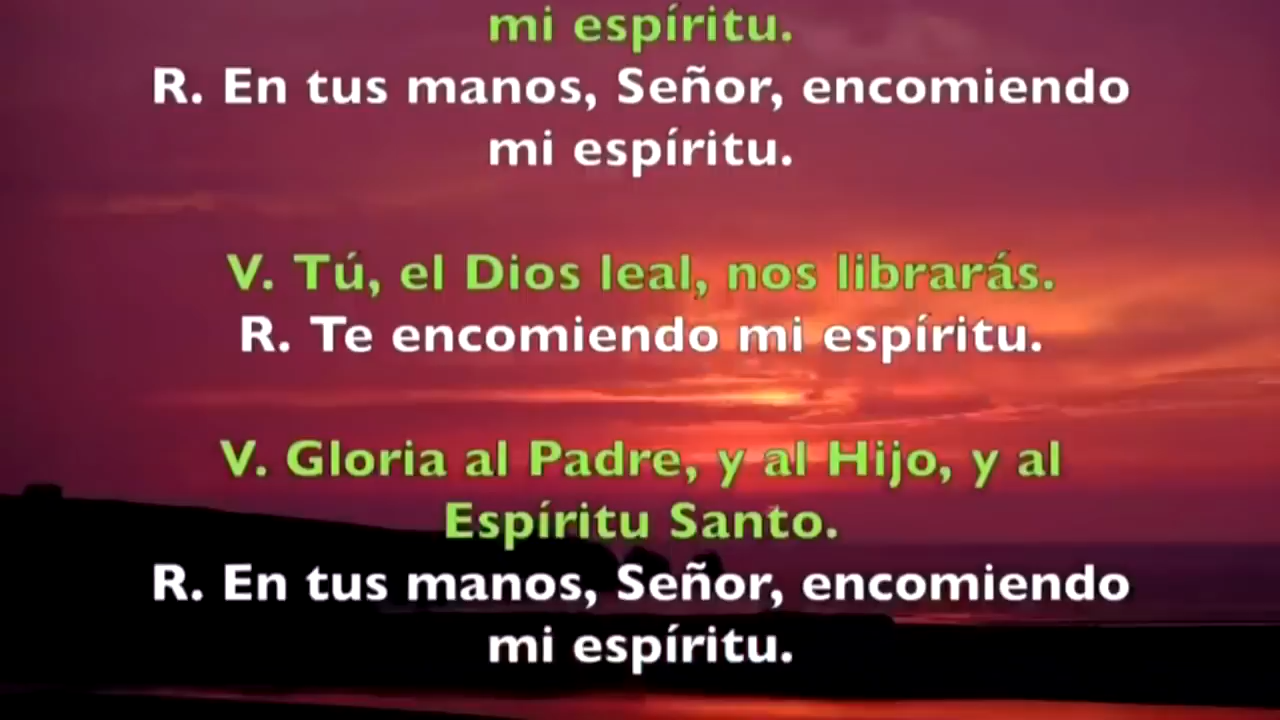 mi espíritu.
R. En tus manos, Señor, encomiendo
mi espíritu.
V. Tú, el Dios leal, nos librarás.
R. Te encomiendo mi espíritu.
V. Gloria al Padre, y al Hijo, y al
Espíritu Santo.
R. En tus manos, Señor, encomiendo
mi espíritu.